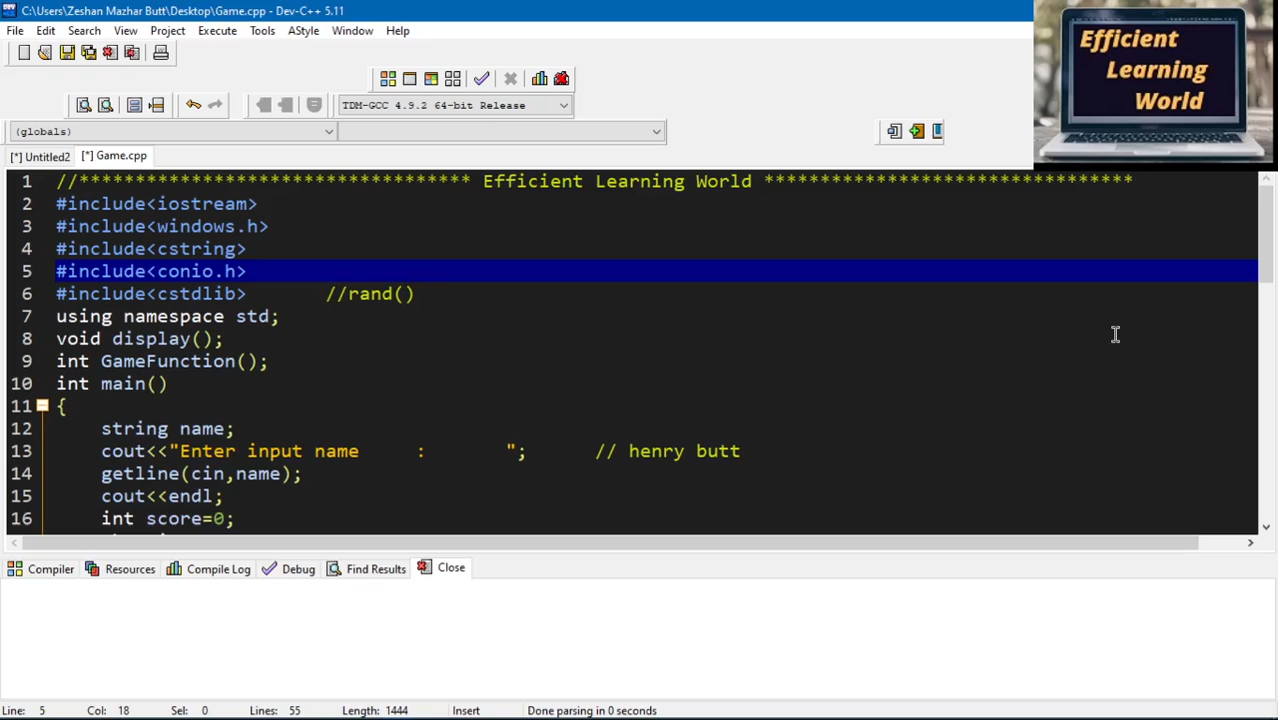 C:\Users\Zeshan Mazhar Butt\Desktop\Game.cpp - Dev-C++ 5.11
Efficient
Learning
World
File Edit Search View Project Execute Tools AStyle Window Help
TDM-GCC 4.9.2 64-bit Release
(globals)
[*] Untitled2 [*] Game.cpp
1 //*********************************** Efficient Learning World *********************************
2 #include<iostream>
3 #include<windows.h>
4 #include<cstring>
5 #include<conio.h>
6 #include<cstdlib> //rand()
7 using namespace std;
8 void display();
9 int GameFunction();
10 int main()
11 {
12 string name;
13 cout<<"Enter input name : "; // henry butt
14 getline(cin,name);
15 cout<<endl;
16 int score=0;
Compiler Resources Compile Log Debug Find Results Close
Line: 5 Col: 18 Sel: 0 Lines: 55 Length: 1444 Insert Done parsing in 0 seconds